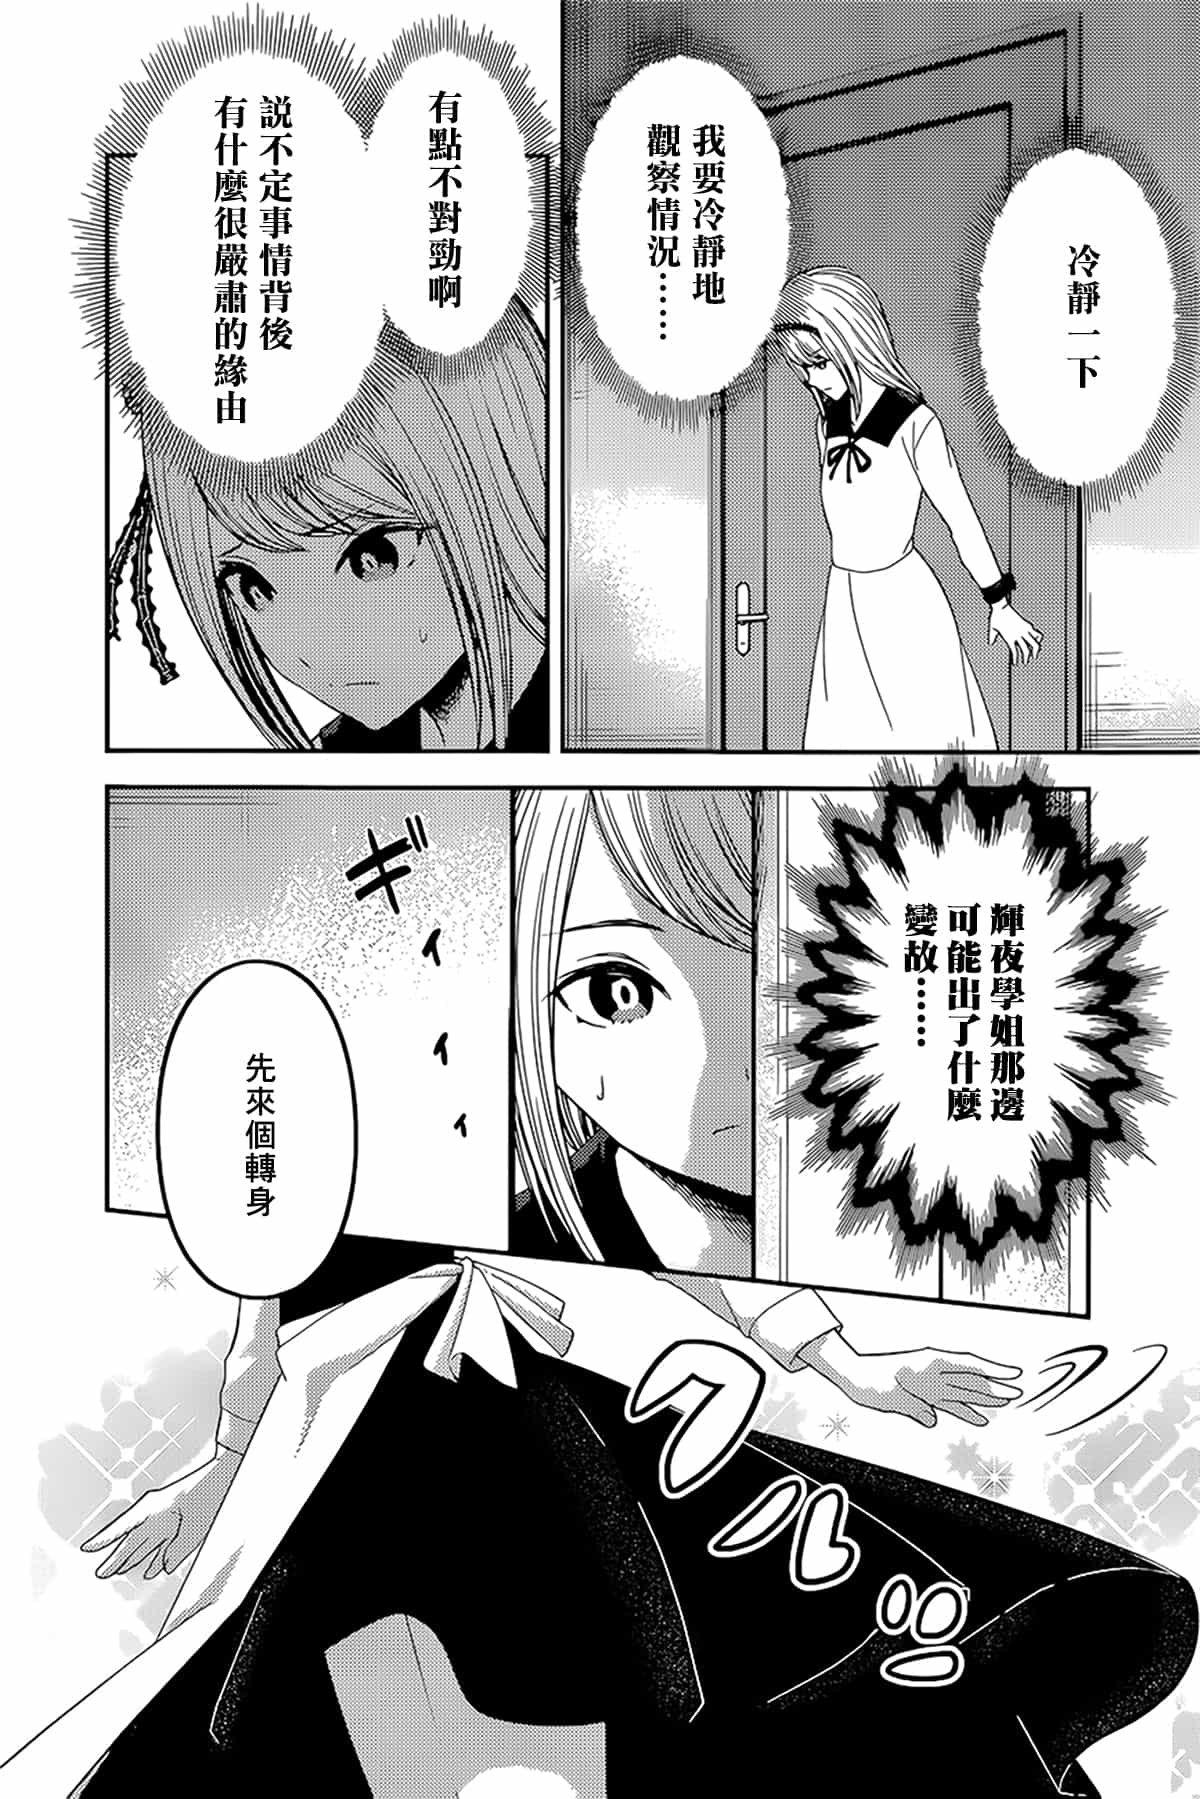 冷靜一下
我要冷靜地
觀察情況……
有點不對勁啊
說不定事情背後
有什麼很嚴肅的緣由
輝夜學姐那邊
可能出了什麼
變故……
ギィィィ
先來個轉身
クルル